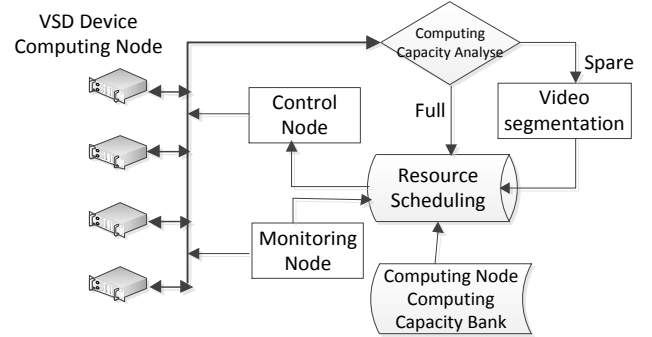 VSD Device
Computing Node
Computing
Capacity Analyse
Spare
Full
Control
Node
Video
segmentation
Resource
Scheduling
Monitoring
Node
Computing Node
Computing
Capacity Bank